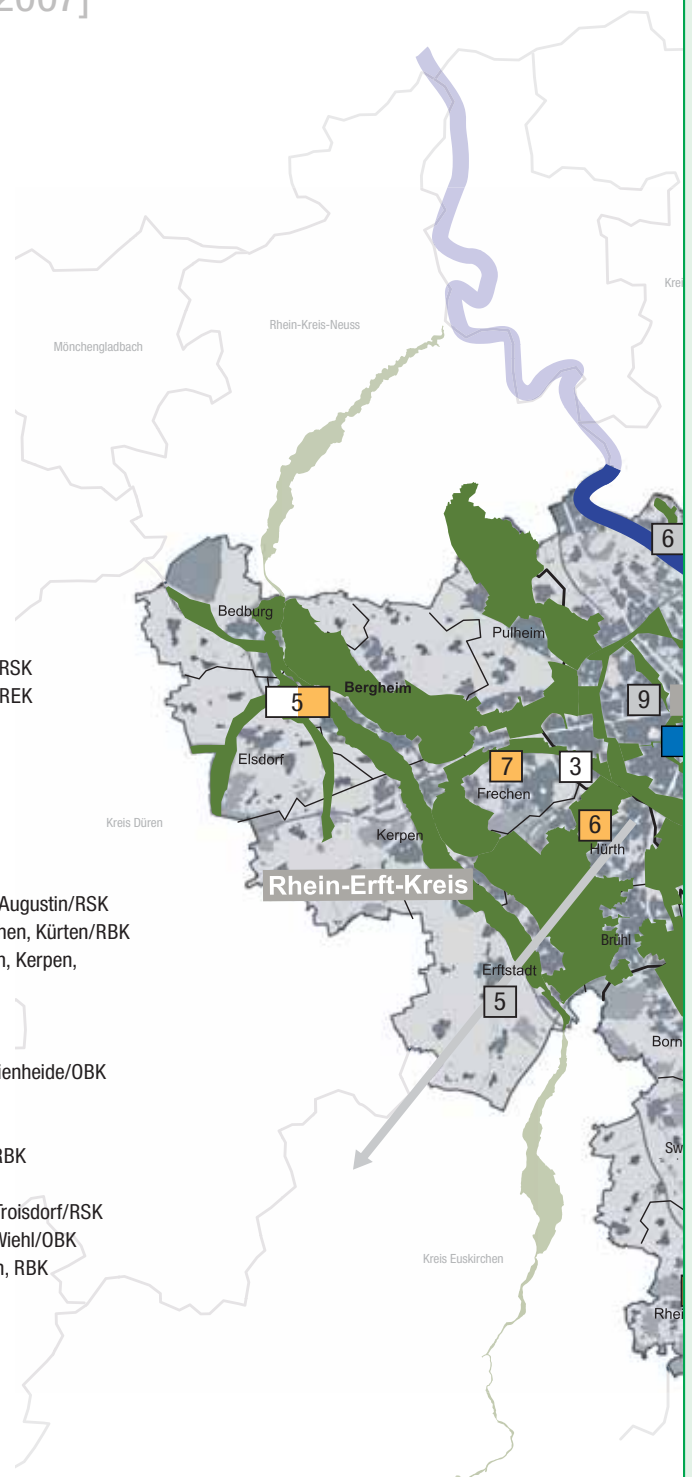 2007]
Krei
Rhein-Kreis-Neuss
Mönchengladbach
6
Bedburg
Pulheim
RSK
REK
Bergheim
5
9
Elsdorf
7
3
Frechen
Kreis Düren
6
Kerpen
Hürth
Rhein-Erft-Kreis
Augustin/RSK
hen, Kürten/RBK
Brühl
n, Kerpen,
Erftstadt
5
Born
ienheide/OBK
Sw
RBK
Troisdorf/RSK
Wiehl/OBK
Kreis Euskirchen
n, RBK
Rhei